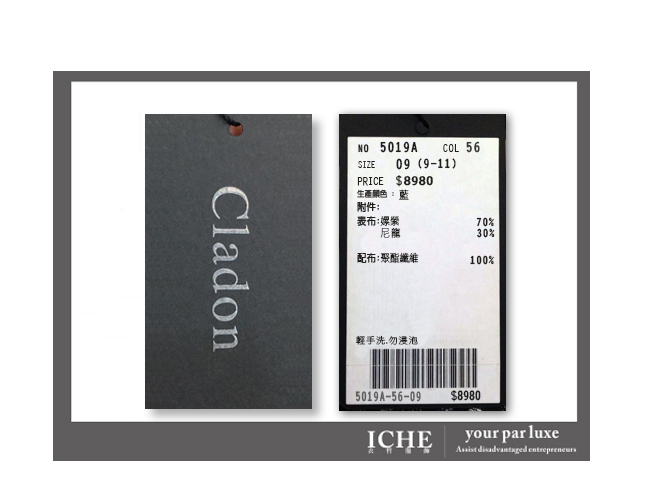 Cladon
NO 5019A COL 56
SIZE 09 (9-11)
PRICE $8980
生產顏色: 藍
附件:
表布:嫘縈 70%
尼龍 30%
配布:聚酯纖維 100%
輕手洗.勿浸泡
5019A-56-09 $8980
ICHE
your par luxe
Assist disadvantaged entrepreneurs